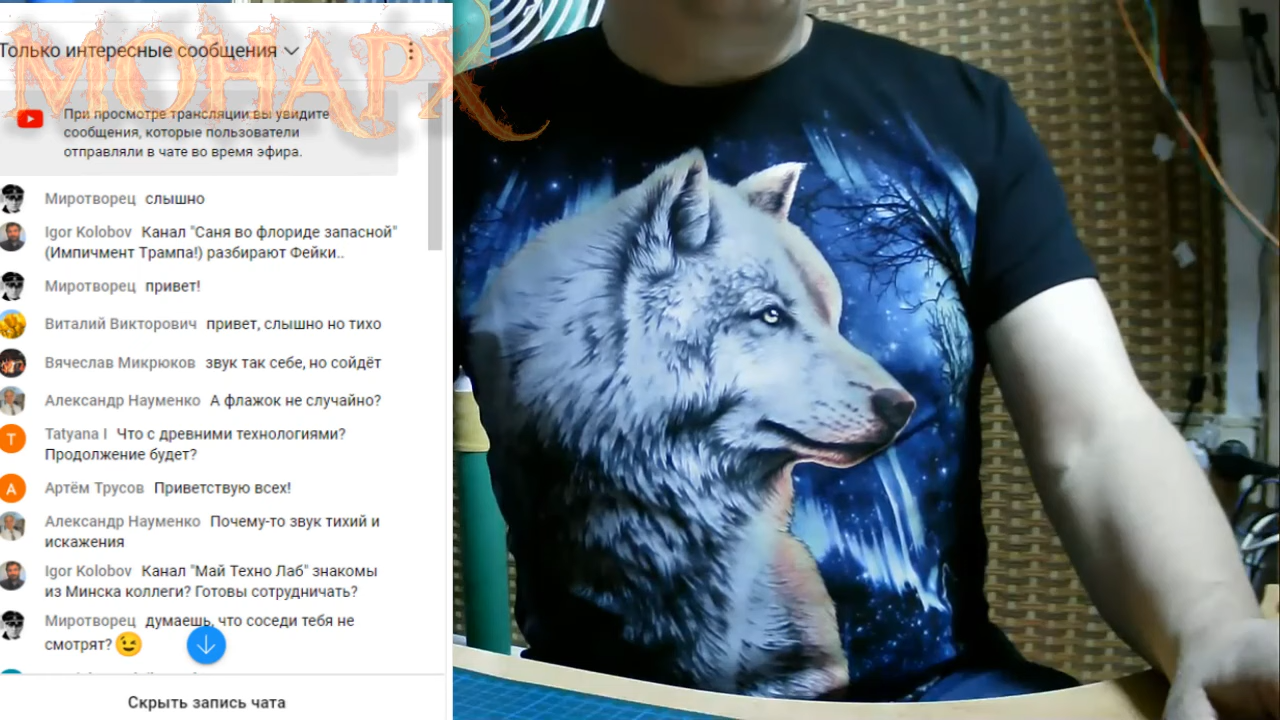 Только интересные сообщения
МОНАРХ
При просмотре трансляции вы увидите
сообщения, которые пользователи
отправляли в чате во время эфира.
Миротворец слышно
Igor Kolobov Канал "Саня во флориде запасной"
(Импичмент Трампа!) разбирают Фейки..
Миротворец привет!
Виталий Викторович привет, слышно но тихо
Вячеслав Микрюков звук так себе, но сойдёт
Александр Науменко А флажок не случайно?
Т
Tatyana I Что с древними технологиями?
Продолжение будет?
А
Артём Трусов Приветствую всех!
Александр Науменко Почему-то звук тихий и
искажения
Igor Kolobov Канал "Май Техно Лаб" знакомы
из Минска коллеги? Готовы сотрудничать?
Миротворец думаешь, что соседи тебя не
смотрят?
Скрыть запись чата